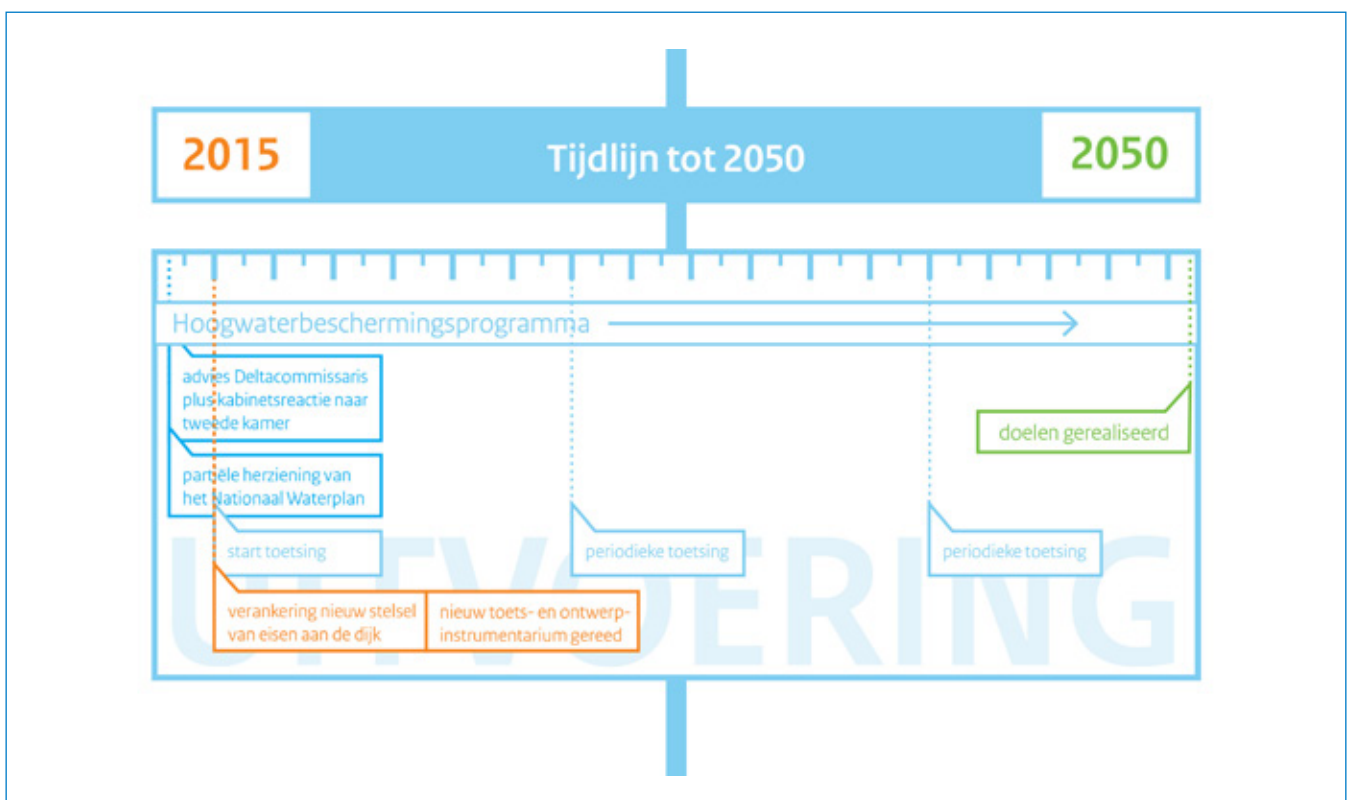 2015
Tijdlijn tot 2050
2050
Hoogwaterbeschermingsprogramma
advies Deltacommissaris
plus kabinetsreactie naar
tweede kamer
partiële herziening van
het Nationaal Waterplan
doelen gerealiseerd
start toetsing
periodieke toetsing
periodieke toetsing
UITVOERING
verankering nieuw stelsel
van eisen aan de dijk
nieuw toets- en ontwerp-
instrumentarium gereed